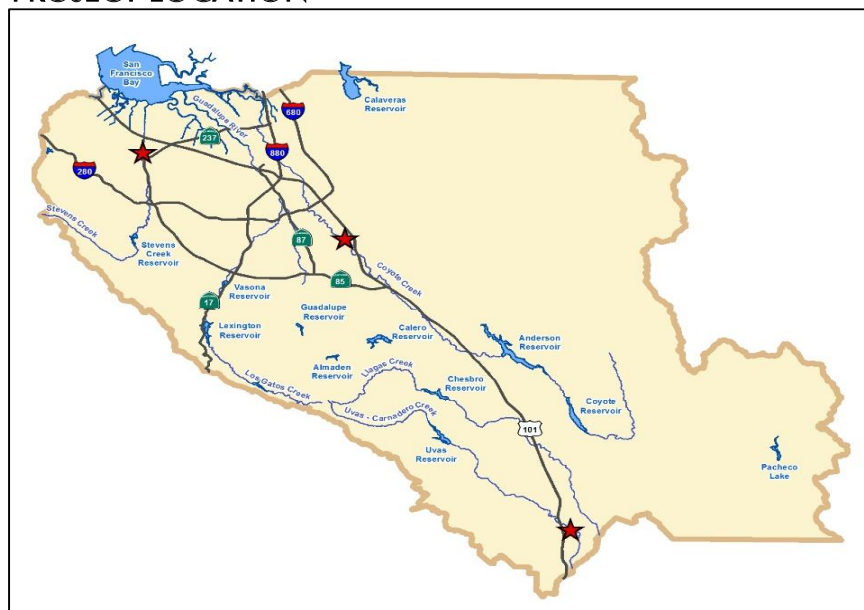 PROJECT LOCATION
San
Francisco
Bay
Calaveras
Reservoir
Guadalupe River
680
237
880
280
Stevens Creek
Stevens
Creek
Reservoir
87
Coyote Creek
85
Vasona
Reservoir
17
Guadalupe
Reservoir
Lexington
Reservoir
Calero
Reservoir
Anderson
Reservoir
Almaden
Reservoir
Llagas Creek
Chesbro
Reservoir
Los Gatos Creek
Coyote
Reservoir
Uvas - Carnadero Creek
101
Uvas
Reservoir
Pacheco
Lake